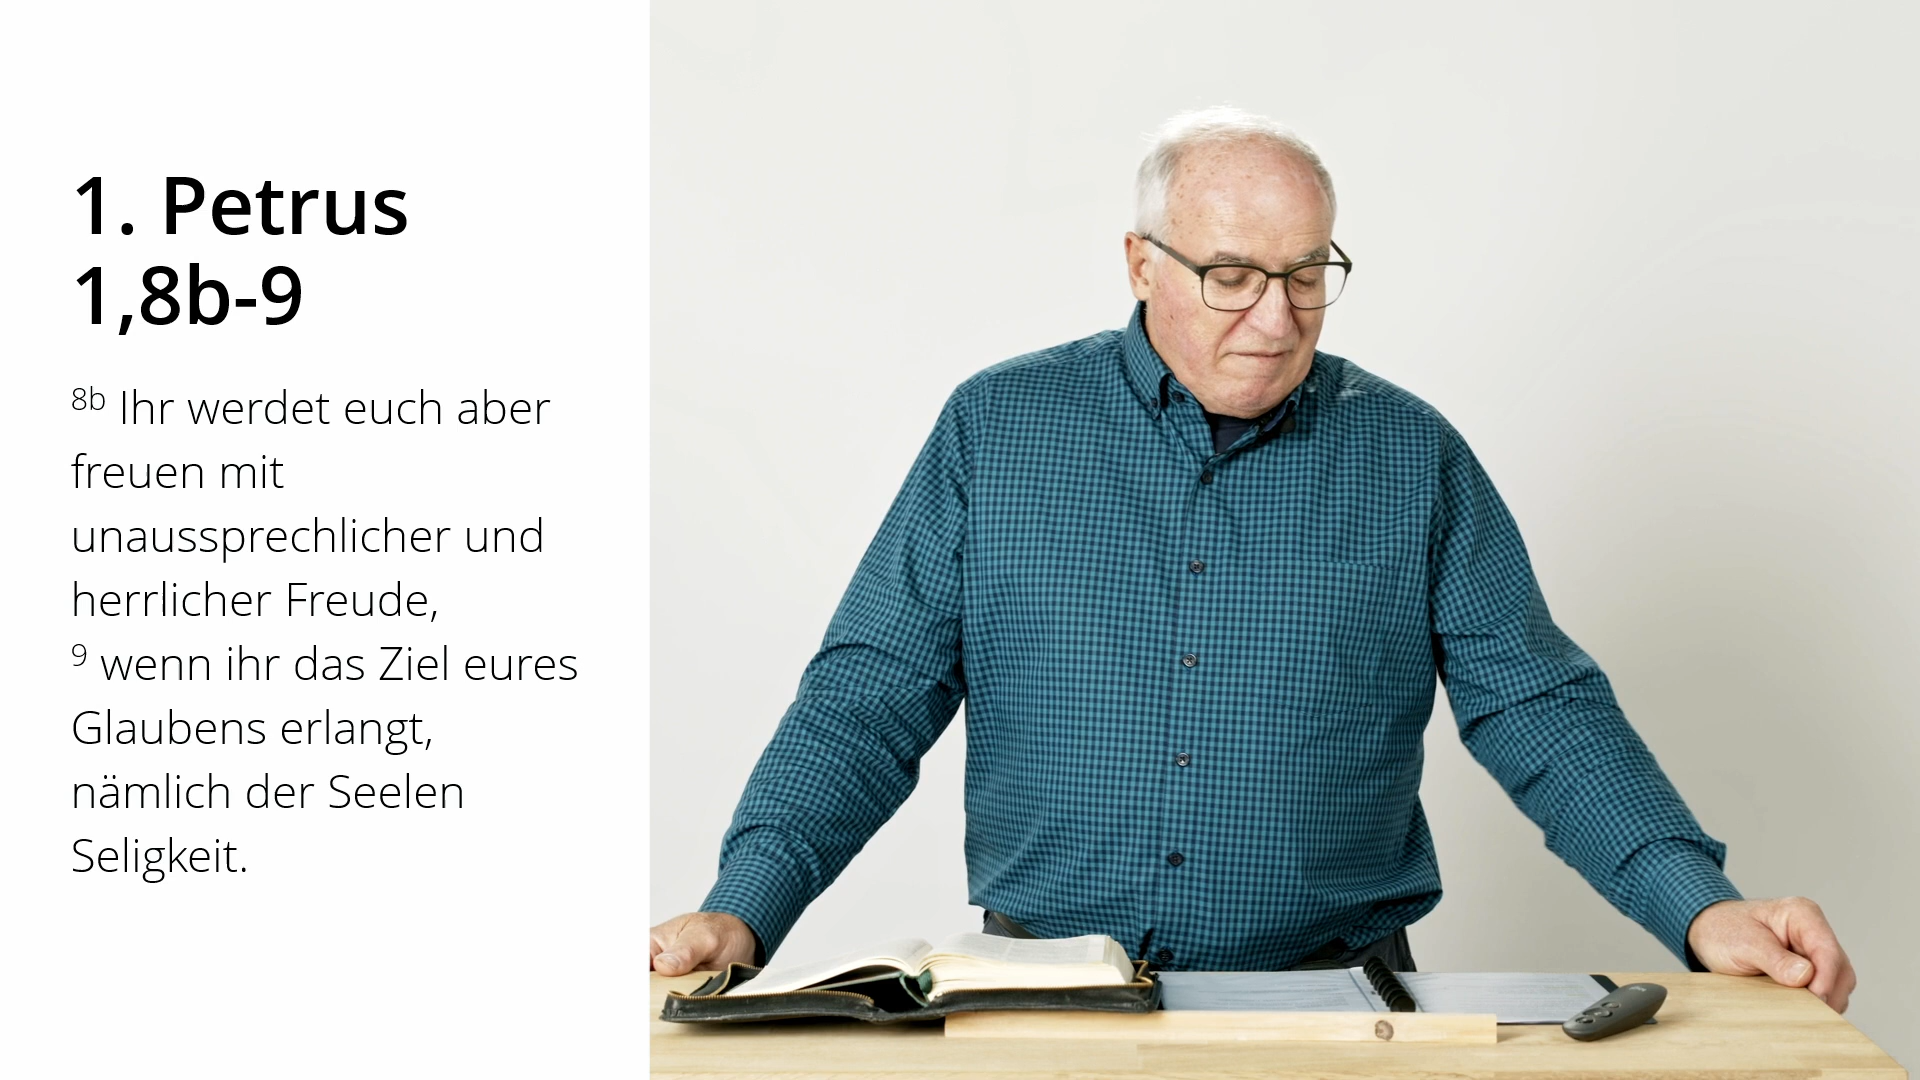 1. Petrus
1,8b-9
8b Ihr werdet euch aber
freuen mit
unaussprechlicher und
herrlicher Freude,
9 wenn ihr das Ziel eures
Glaubens erlangt,
nämlich der Seelen
Seligkeit.